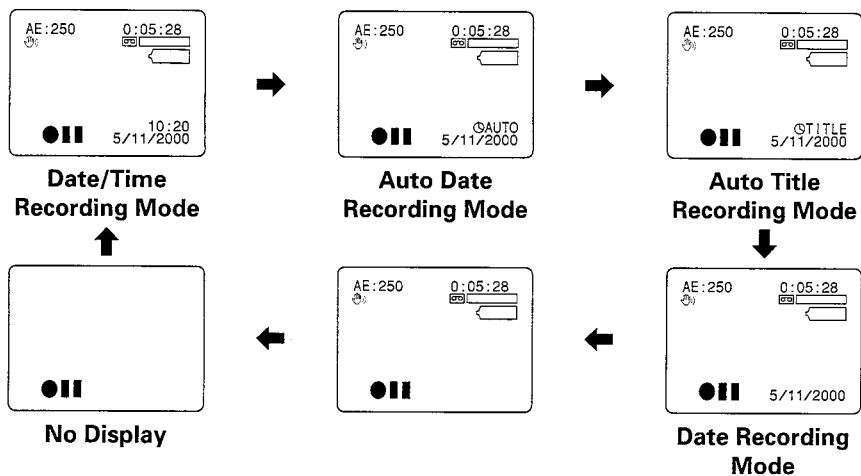 AE:250 0:05:28
10:20
5/11/2000
Date/Time
Recording Mode
AE:250 0:05:28
AUTO
5/11/2000
Auto Date
Recording Mode
AE:250 0:05:28
TITLE
5/11/2000
Auto Title
Recording Mode
No Display
AE:250 0:05:28
AE:250 0:05:28
5/11/2000
Date Recording
Mode